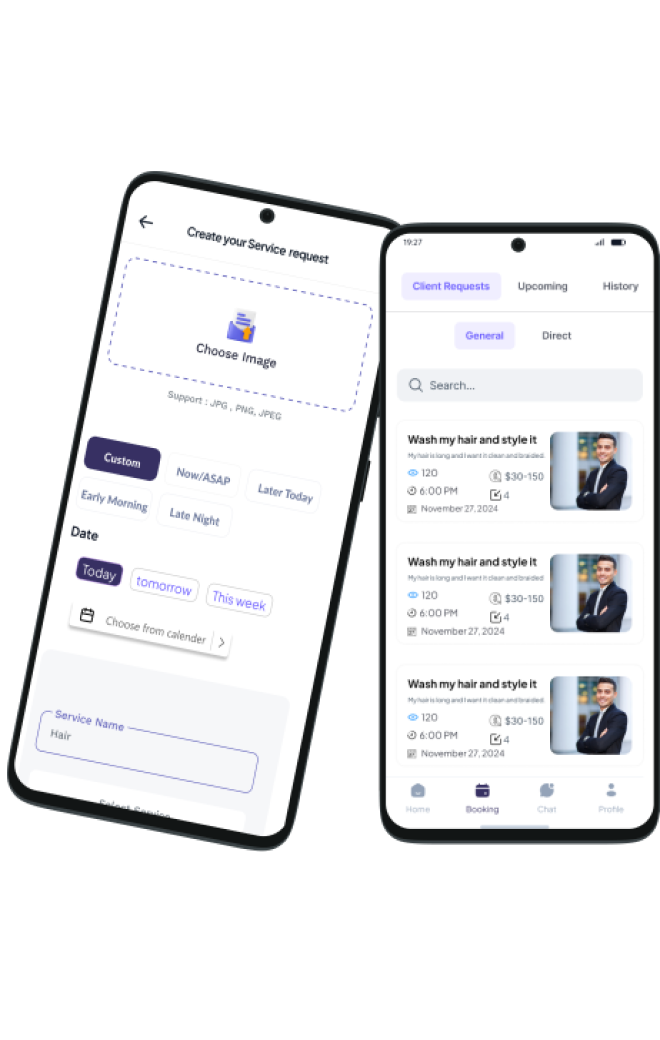 Create your Service request
Choose Image
Support : JPG , PNG, JPEG
Custom
Now/ASAP
Later Today
Early Morning
Late Night
Date
Today
tomorrow
This week
Choose from calender
Service Name
Hair
Select Service
19:27
Client Requests
Upcoming
History
General
Direct
Search...
Wash my hair and style it
My hair is long and I want it clean and braided
120
$30-150
6:00 PM
4
November 27, 2024
Wash my hair and style it
My hair is long and I want it clean and braided
120
$30-150
6:00 PM
4
November 27, 2024
Wash my hair and style it
My hair is long and I want it clean and braided
120
$30-150
6:00 PM
4
November 27, 2024
Home
Booking
Chat
Profile